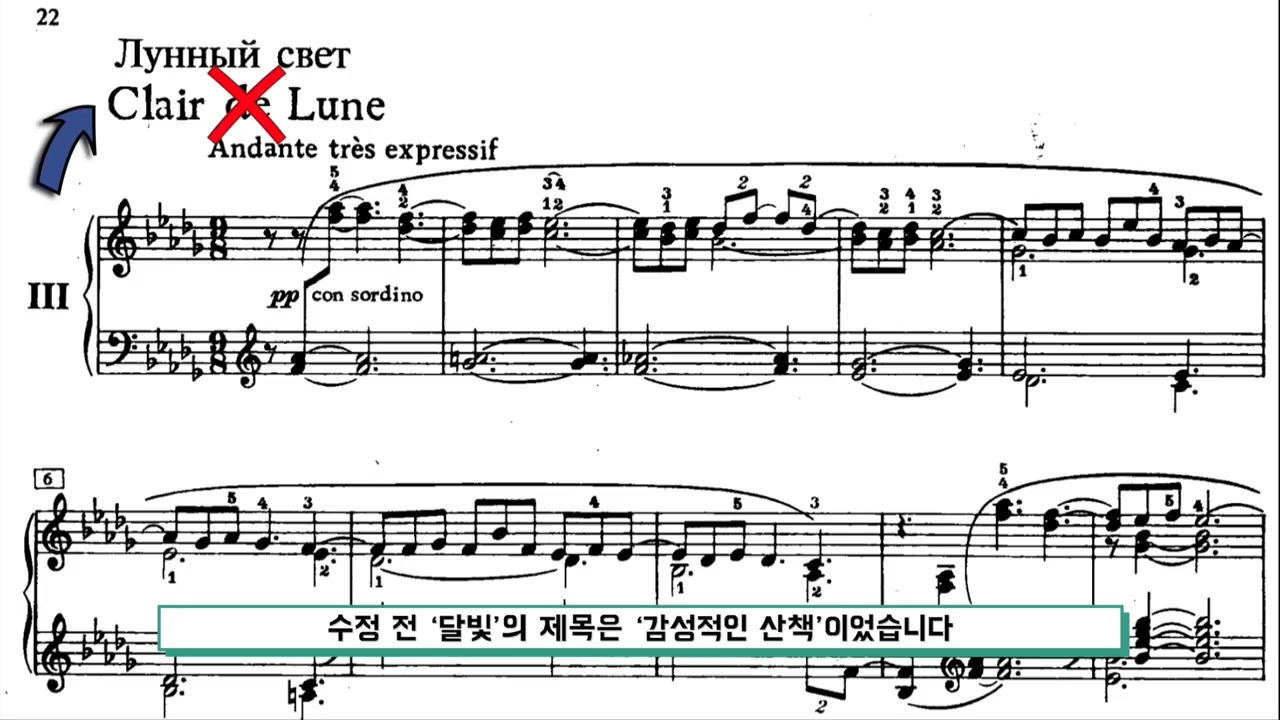 22
Лунный свет
Clair de Lune
Andante très expressif
III
pp con sordino
6
수정 전 ‘달빛’의 제목은 ‘감성적인 산책’이었습니다